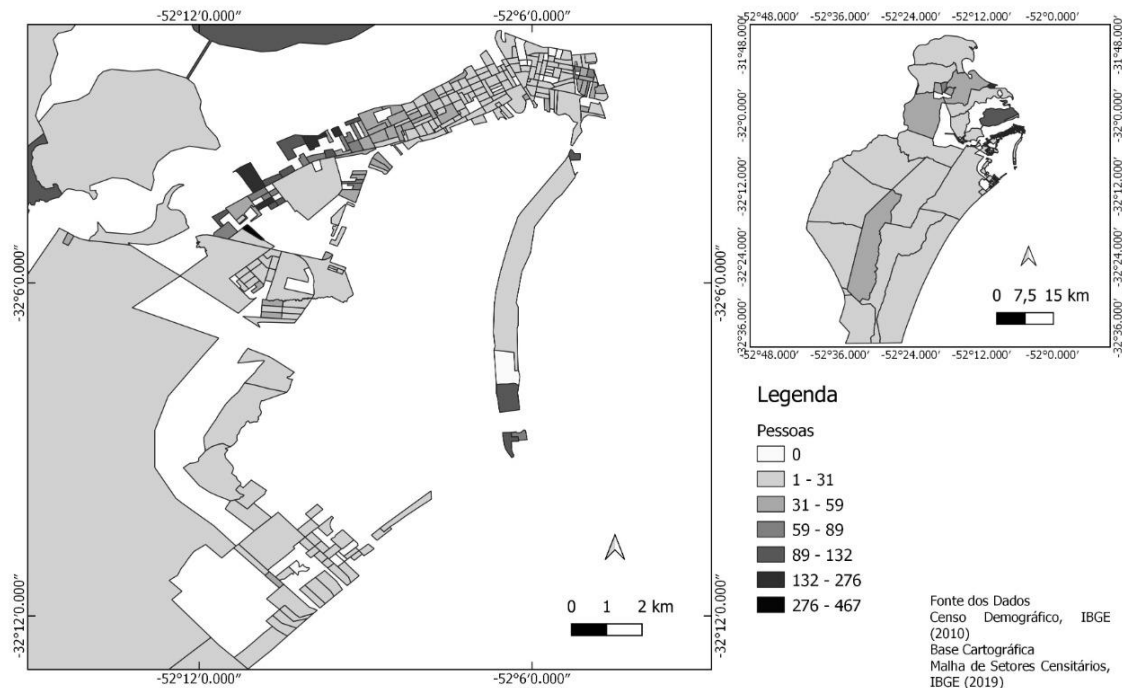 -52°12'0.000"
-52°6'0.000"
-32°6'0.000"
-32°12'0.000"
-32°6'0.000"
-32°12'0.000"
-52°12'0.000"
-52°6'0.000"
0 1 2 km
-52°48.000' -52°36.000' -52°24.000' -52°12.000' -52°0.000'
-31°48.000'
-32°0.000'
-32°12.000'
-32°24.000'
-32°36.000'
-31°48.000'
-32°0.000'
-32°12.000'
-32°24.000'
-32°36.000'
0 7,5 15 km
-52°48.000' -52°36.000' -52°24.000' -52°12.000' -52°0.000'
Legenda
Pessoas
0
1 - 31
31 - 59
59 - 89
89 - 132
132 - 276
276 - 467
Fonte dos Dados
Censo Demográfico, IBGE
(2010)
Base Cartográfica
Malha de Setores Censitários,
IBGE (2019)